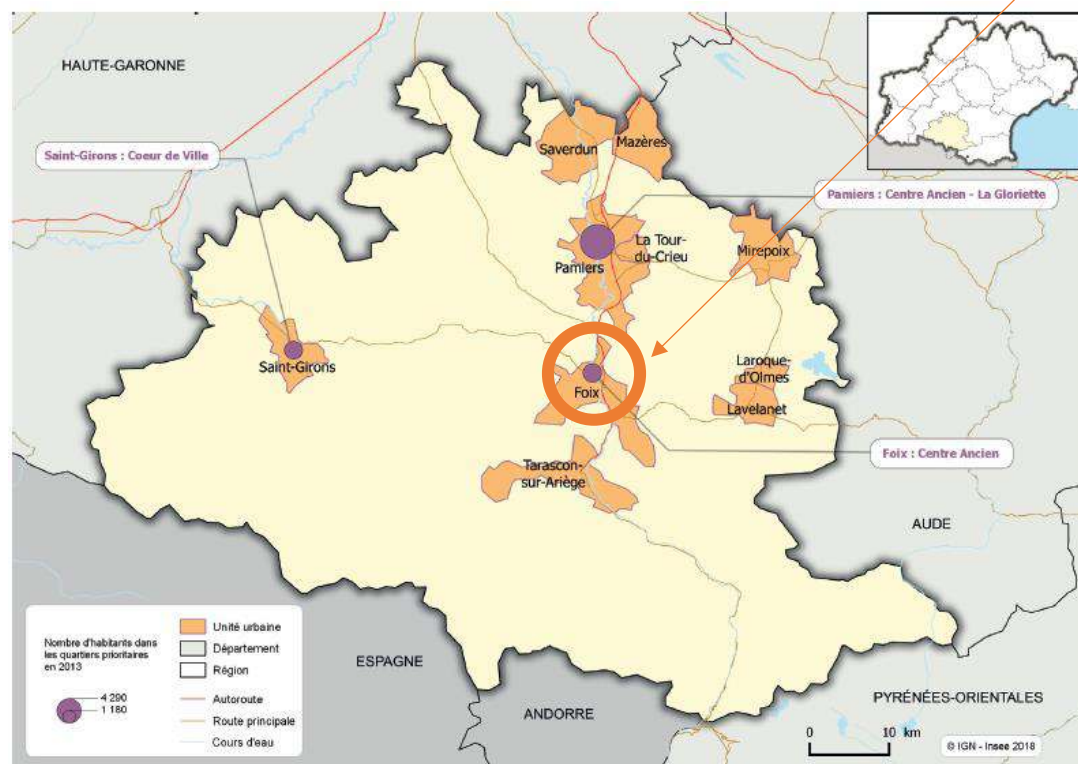 HAUTE-GARONNE
Saint-Girons : Coeur de Ville
Saverdun
Mazères
Pamiers : Centre Ancien - La Gloriette
La Tour-
du-Crieu
Mirepoix
Pamiers
Saint-Girons
Foix
Laroque-
d'Olmes
Lavelanet
Foix : Centre Ancien
Tarascon-
sur-Ariège
AUDE
Nombre d'habitants dans
les quartiers prioritaires
en 2013
4 290
1 180
Unité urbaine
Département
Région
Autoroute
Route principale
Cours d'eau
ESPAGNE
ANDORRE
PYRÉNÉES-ORIENTALES
0 10 km
© IGN - Insee 2018